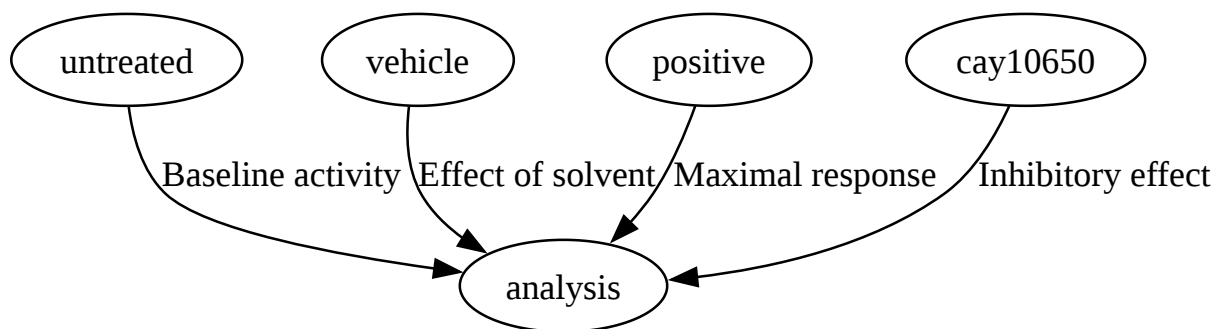 untreated
vehicle
positive
cay10650
Baseline activity
Effect of solvent
Maximal response
Inhibitory effect
analysis